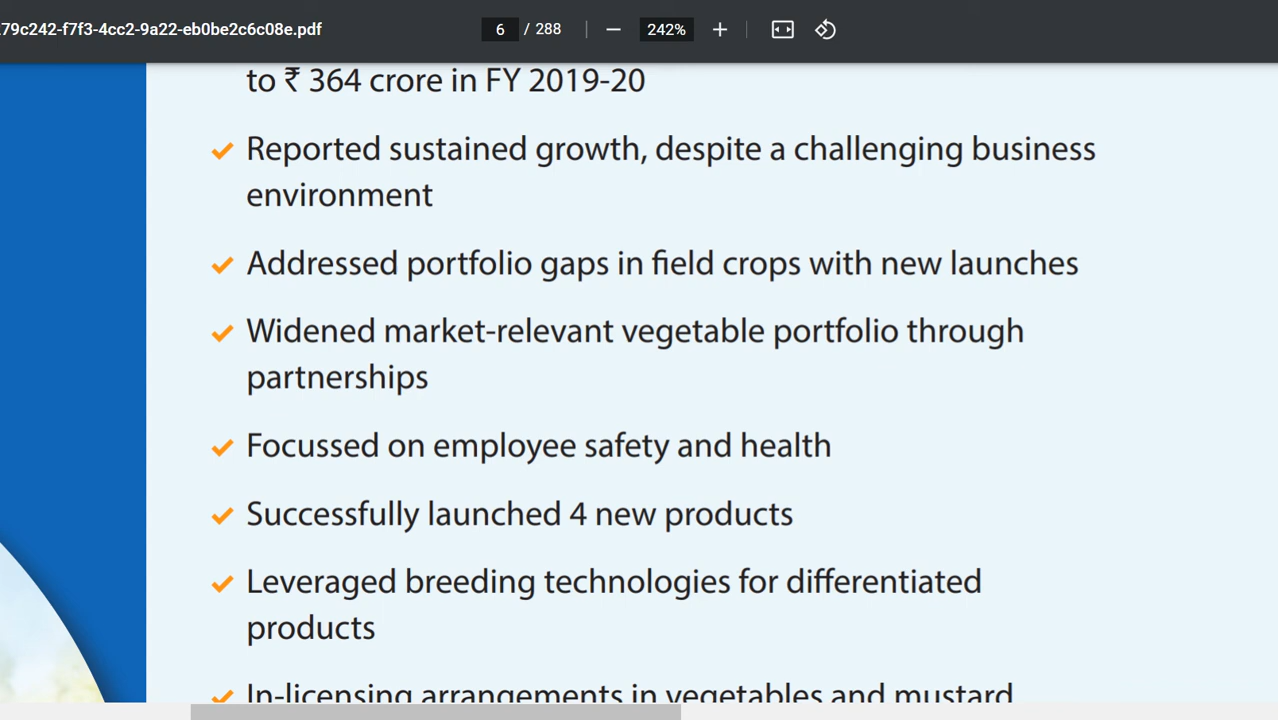 79c242-f7f3-4cc2-9a22-eb0be2c6c08e.pdf
6 / 288
242%
to ₹ 364 crore in FY 2019-20
Reported sustained growth, despite a challenging business
environment
Addressed portfolio gaps in field crops with new launches
Widened market-relevant vegetable portfolio through
partnerships
Focussed on employee safety and health
Successfully launched 4 new products
Leveraged breeding technologies for differentiated
products
In-licensing arrangements in vegetables and mustard